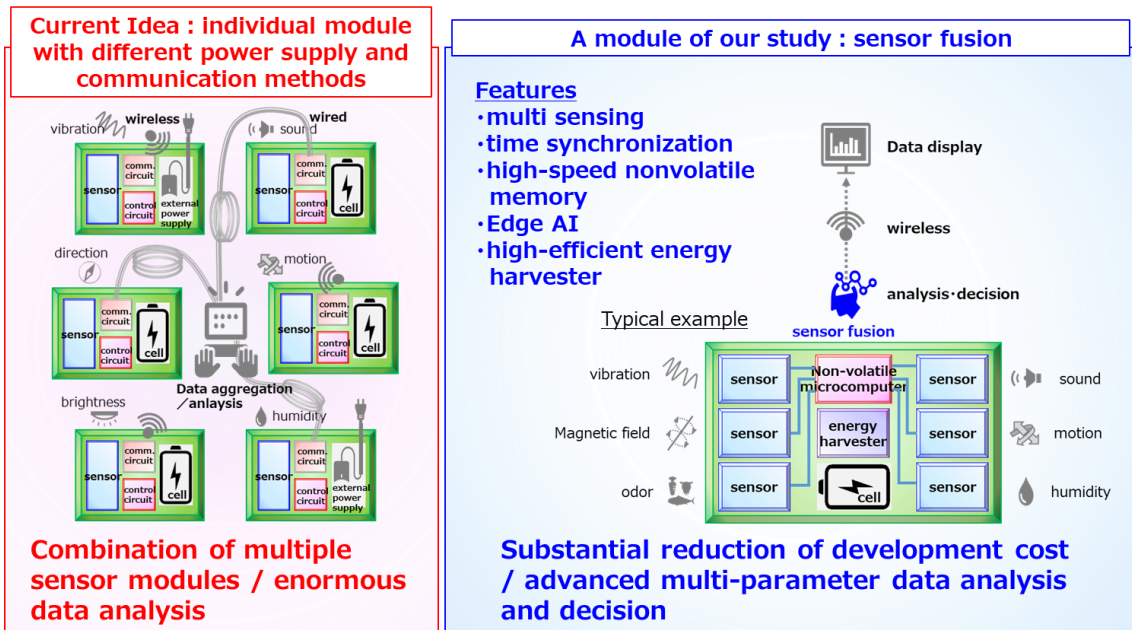 Current Idea : individual module
with different power supply and
communication methods
vibration
wireless
sensor
comm.
circuit
control
circuit
external
power
supply
wired
sound
sensor
comm.
circuit
control
circuit
cell
direction
sensor
comm.
circuit
control
circuit
cell
motion
sensor
comm.
circuit
control
circuit
cell
Data aggregation
/anlaysis
brightness
sensor
comm.
circuit
control
circuit
cell
humidity
sensor
comm.
circuit
control
circuit
external
power
supply
Combination of multiple
sensor modules / enormous
data analysis
A module of our study : sensor fusion
Features
・multi sensing
・time synchronization
・high-speed nonvolatile
memory
・Edge AI
・high-efficient energy
harvester
Data display
wireless
analysis・decision
sensor fusion
Typical example
vibration
Magnetic field
odor
sensor
sensor
sensor
Non-volatile
microcomputer
energy
harvester
cell
sensor
sensor
sensor
sound
motion
humidity
Substantial reduction of development cost
/ advanced multi-parameter data analysis
and decision